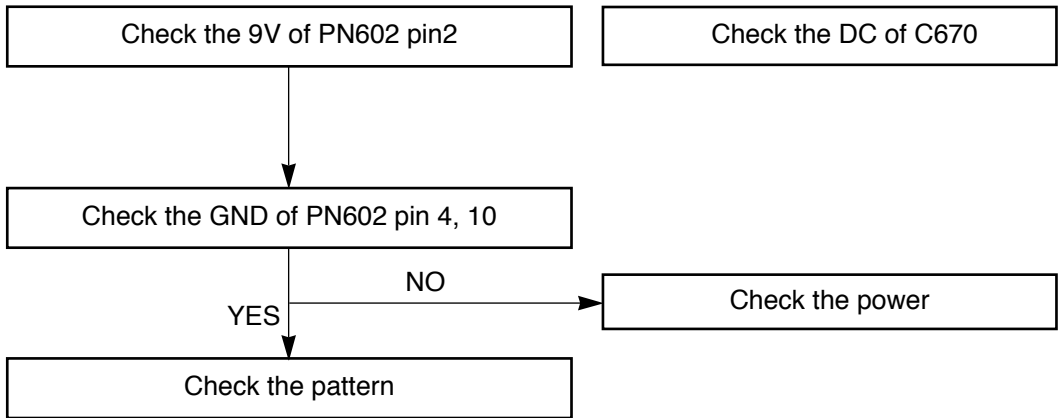 Check the 9V of PN602 pin2
Check the DC of C670
Check the GND of PN602 pin 4, 10
NO
Check the power
YES
Check the pattern